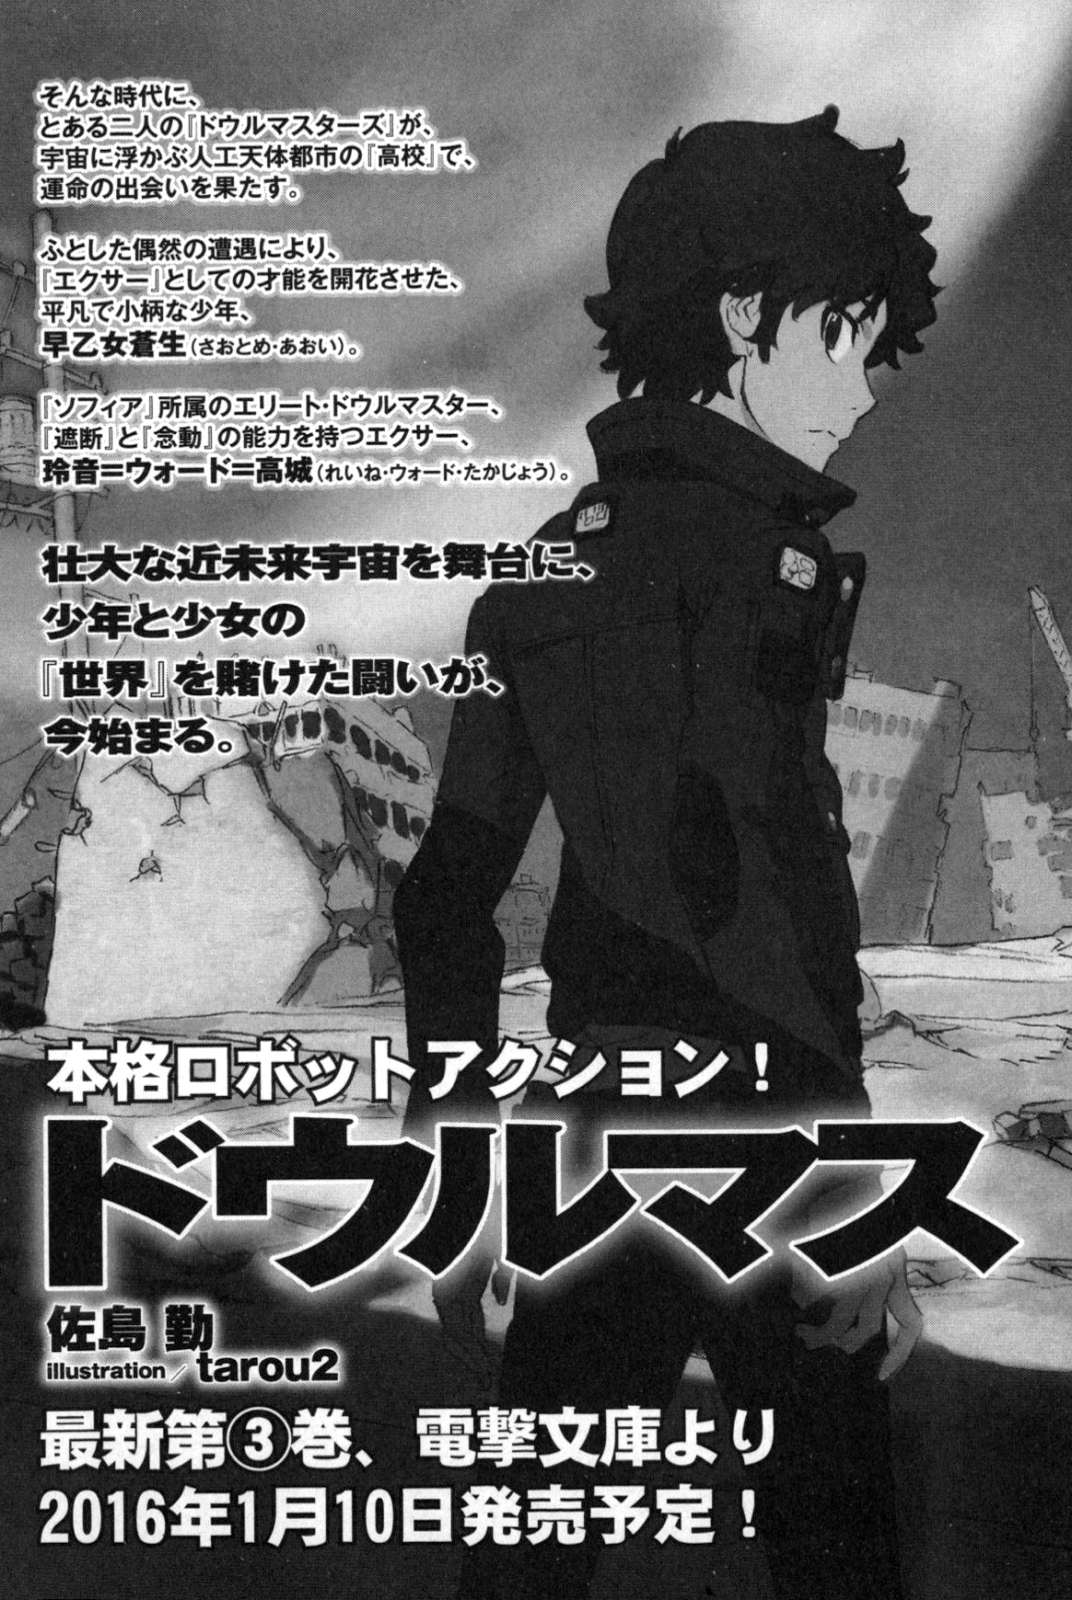 そんな時代に、
とある二人の『ドウルマスターズ』が、
宇宙に浮かぶ人工天体都市の『高校』で、
運命の出会いを果たす。
ふとした偶然の遭遇により、
『エクサー』としての才能を開花させた、
平凡で小柄な少年、
早乙女蒼生（さおとめ・あおい）。
『ソフィア』所属のエリート・ドウルマスター、
『遮断』と『念動』の能力を持つエクサー、
玲音＝ウォード＝高城（れいね・ウォード・たかじょう）。
壮大な近未来宇宙を舞台に、
少年と少女の
『世界』を賭けた闘いが、
今始まる。
本格ロボットアクション！
ドウルマス
佐島 勤
illustration／tarou2
最新第③巻、電撃文庫より
2016年1月10日発売予定！